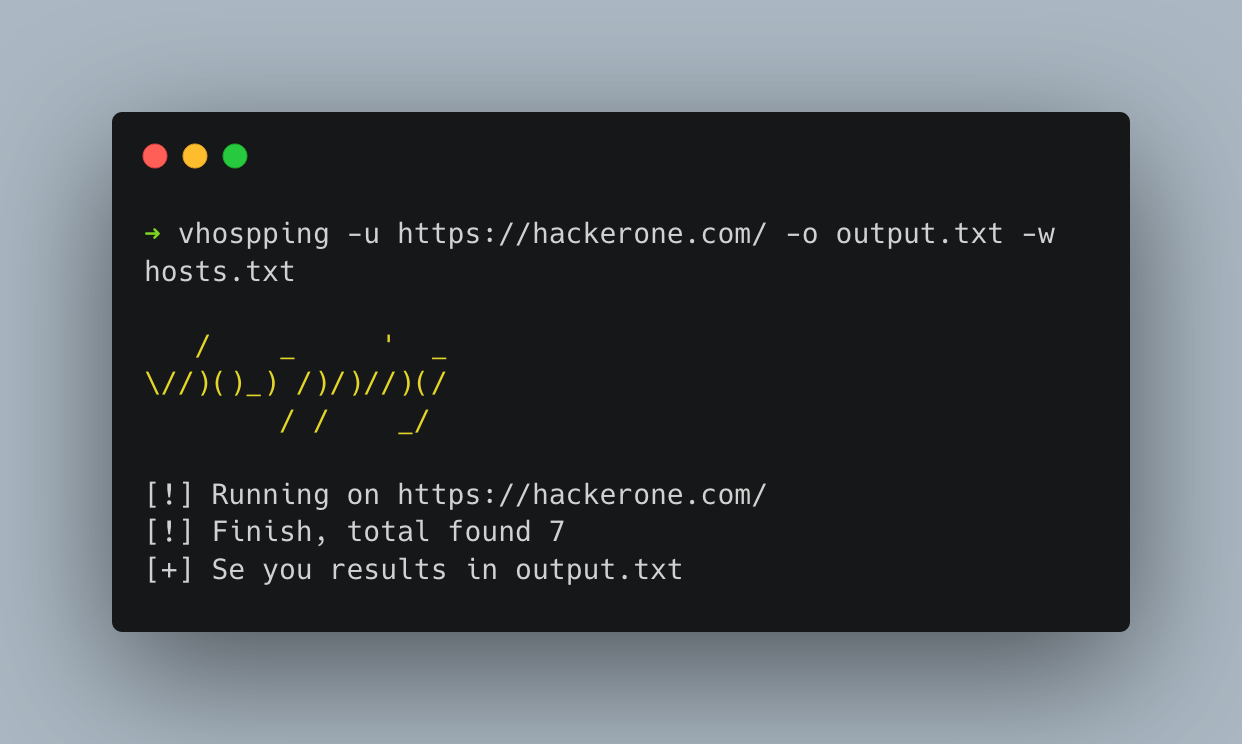 ➜ vhospping -u https://hackerone.com/ -o output.txt -w
hosts.txt
   /    _     '  _
\//)()_) /)/)//)(/
        / /    _/
[!] Running on https://hackerone.com/
[!] Finish, total found 7
[+] Se you results in output.txt